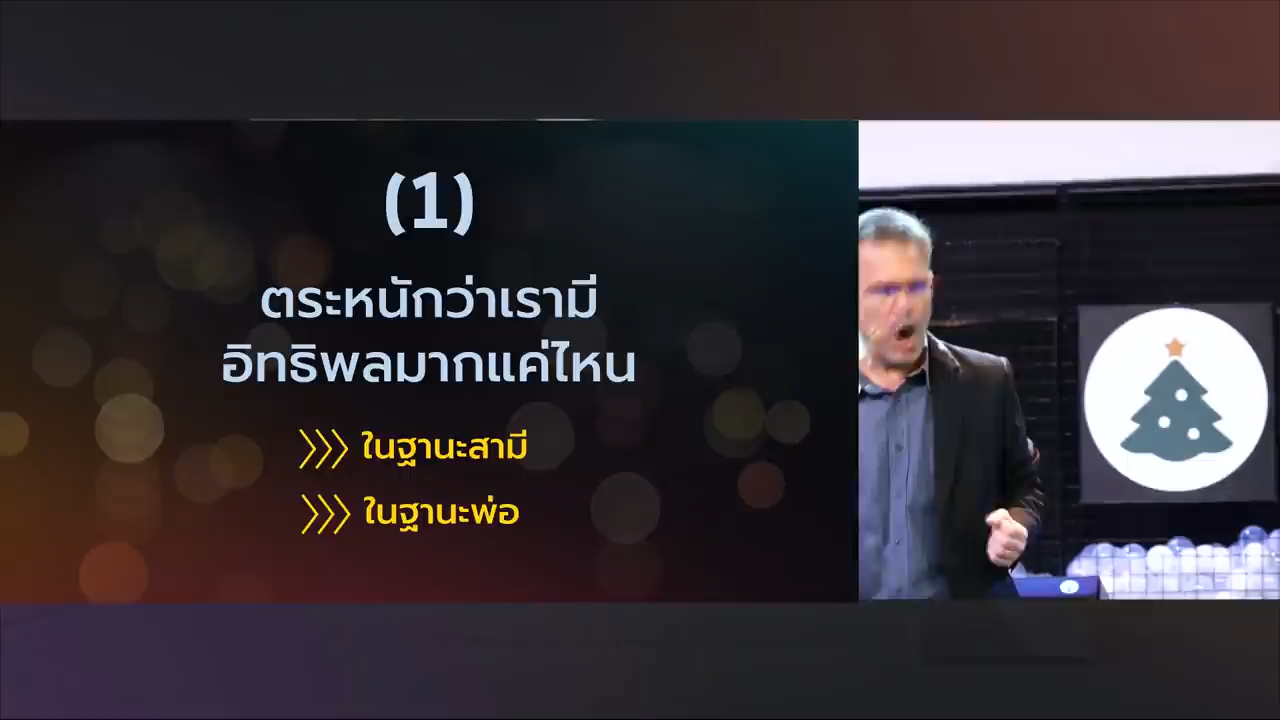 (1)
ตระหนักว่าเรามี
อิทธิพลมากแค่ไหน
ในฐานะสามี
ในฐานะพ่อ